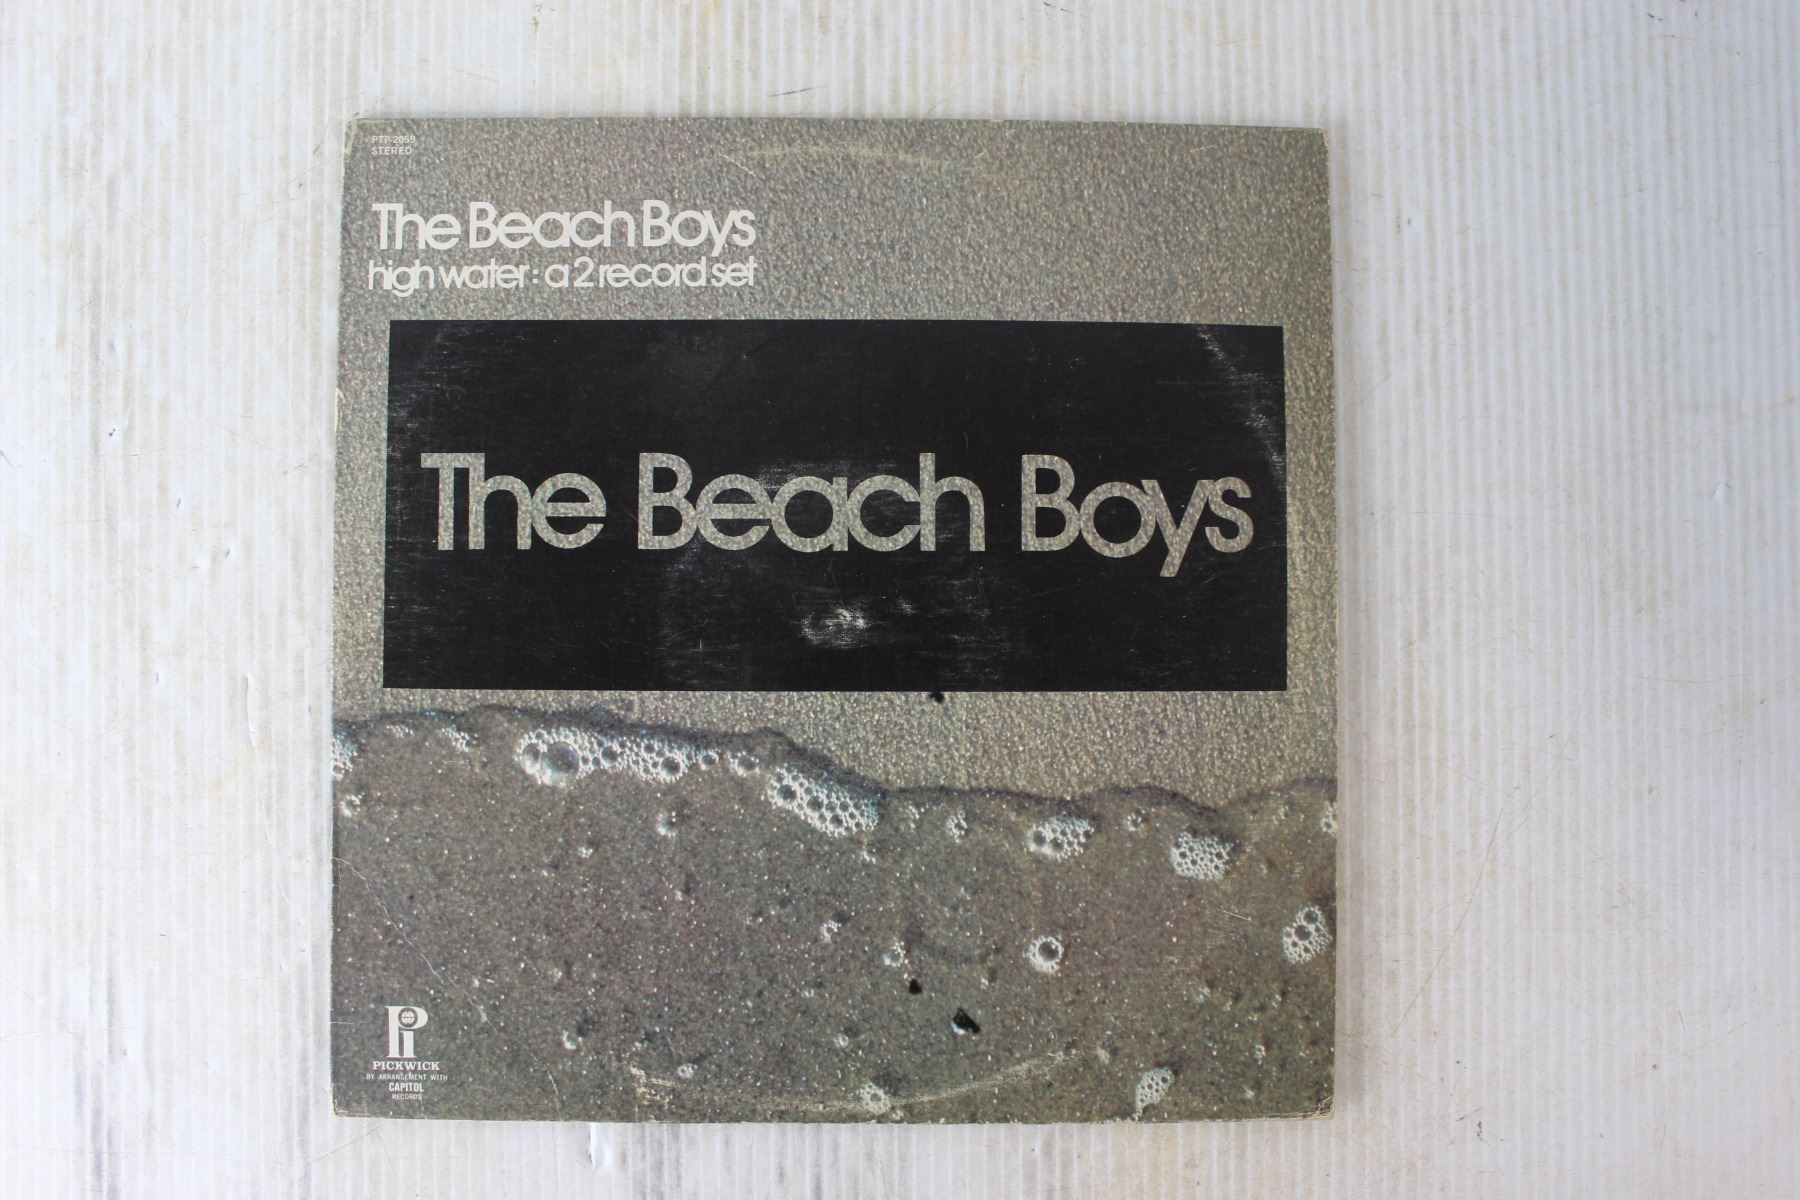 PTP-2059
STEREO
The Beach Boys
high water: a 2 record set
The Beach Boys
Pi
PICKWICK
BY ARRANGEMENT WITH
CAPITOL
RECORDS